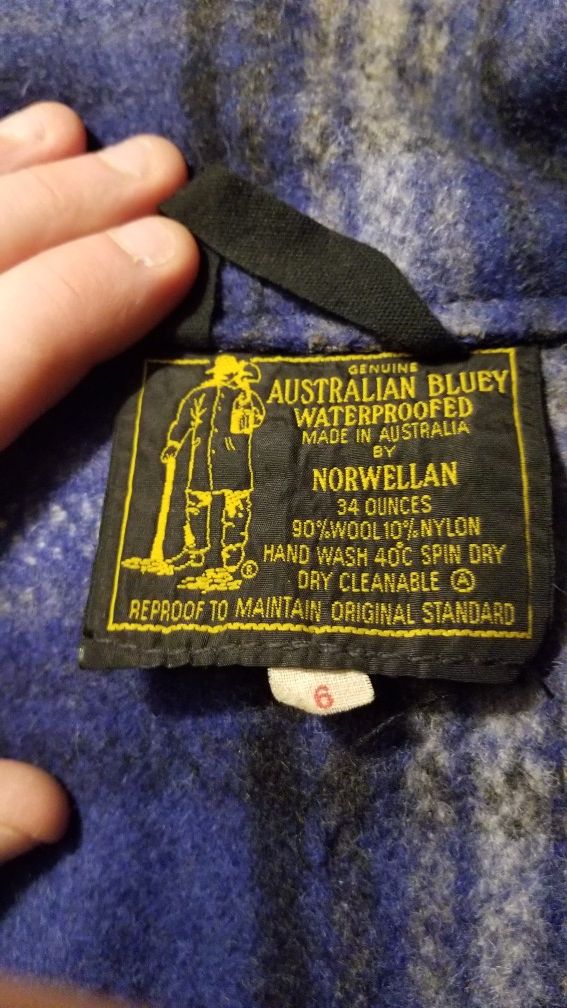 GENUINE
AUSTRALIAN BLUEY
WATERPROOFED
MADE IN AUSTRALIA
BY
NORWELLAN
34 OUNCES
90%WOOL10%NYLON
HAND WASH 40°C SPIN DRY
DRY CLEANABLE Ⓐ
®
REPROOF TO MAINTAIN ORIGINAL STANDARD
6